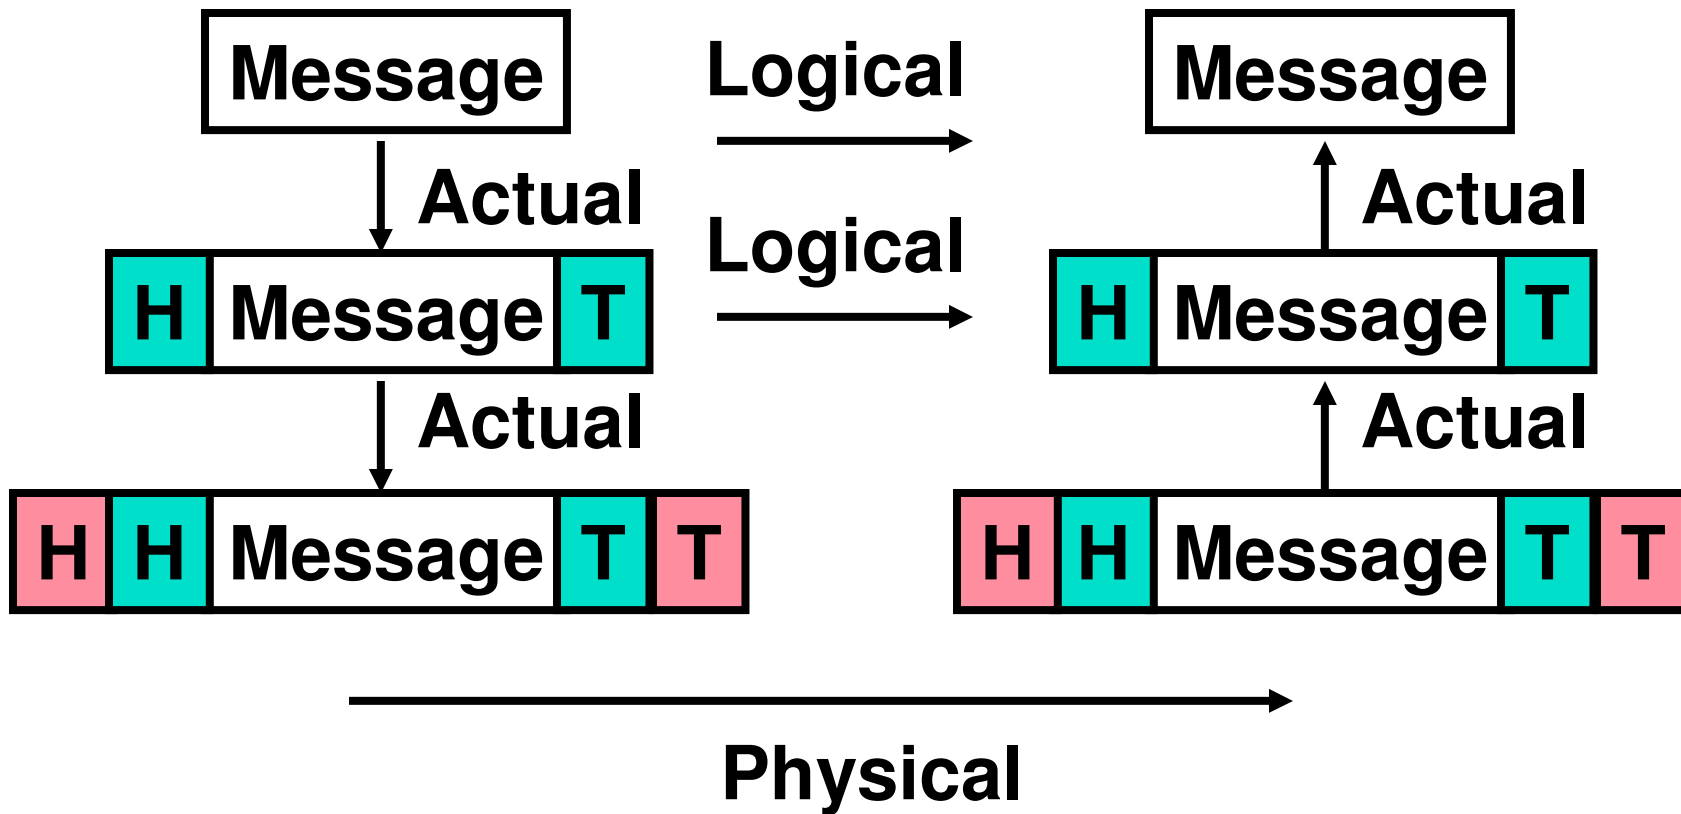 Message Logical Message
Actual Actual
Logical
H Message T H Message T
Actual Actual
H H Message T T H H Message T T
Physical